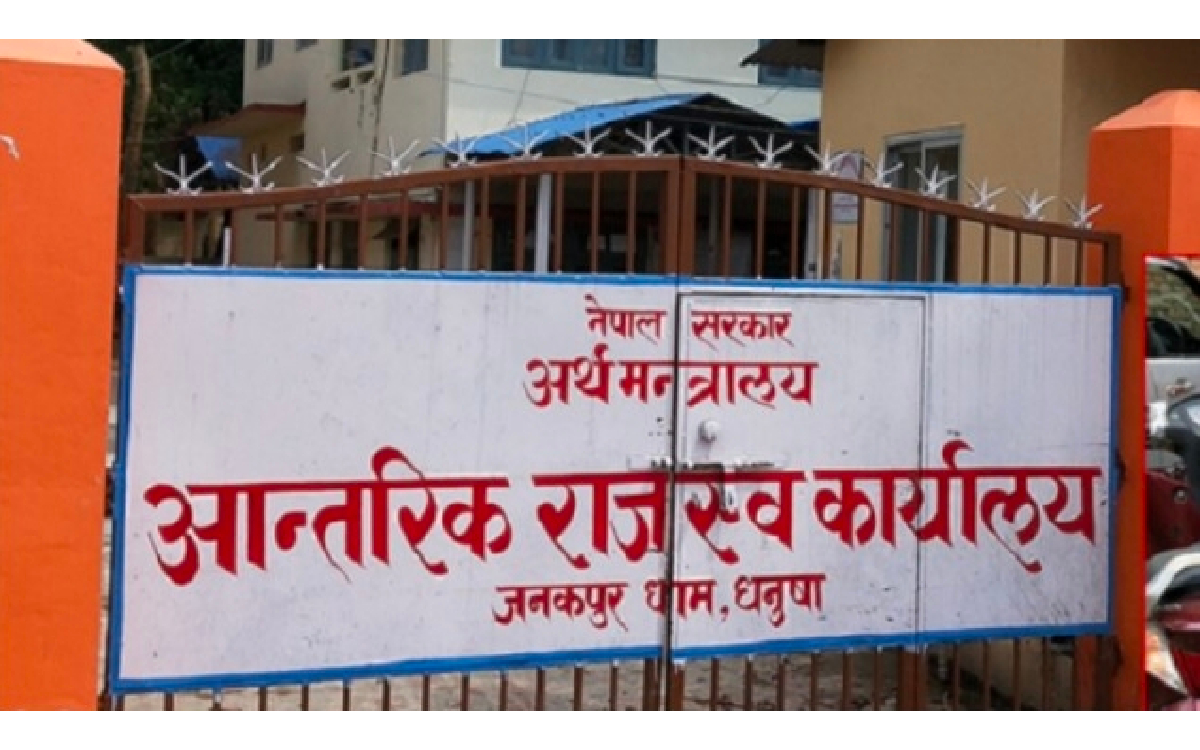 नेपाल सरकार
अर्थ मन्त्रालय
आन्तरिक राजस्व कार्यालय
जनकपुर धाम, धनुषा